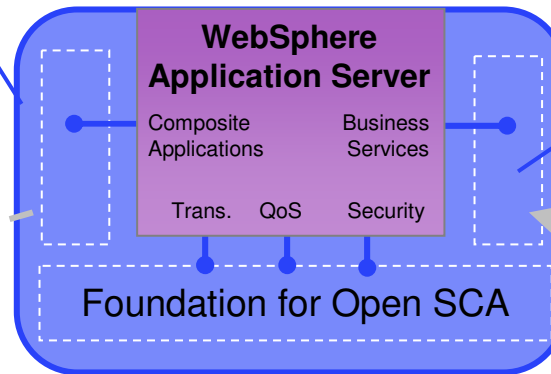 WebSphere
Application Server
Composite Business
Applications Services
Trans. QoS Security
Foundation for Open SCA